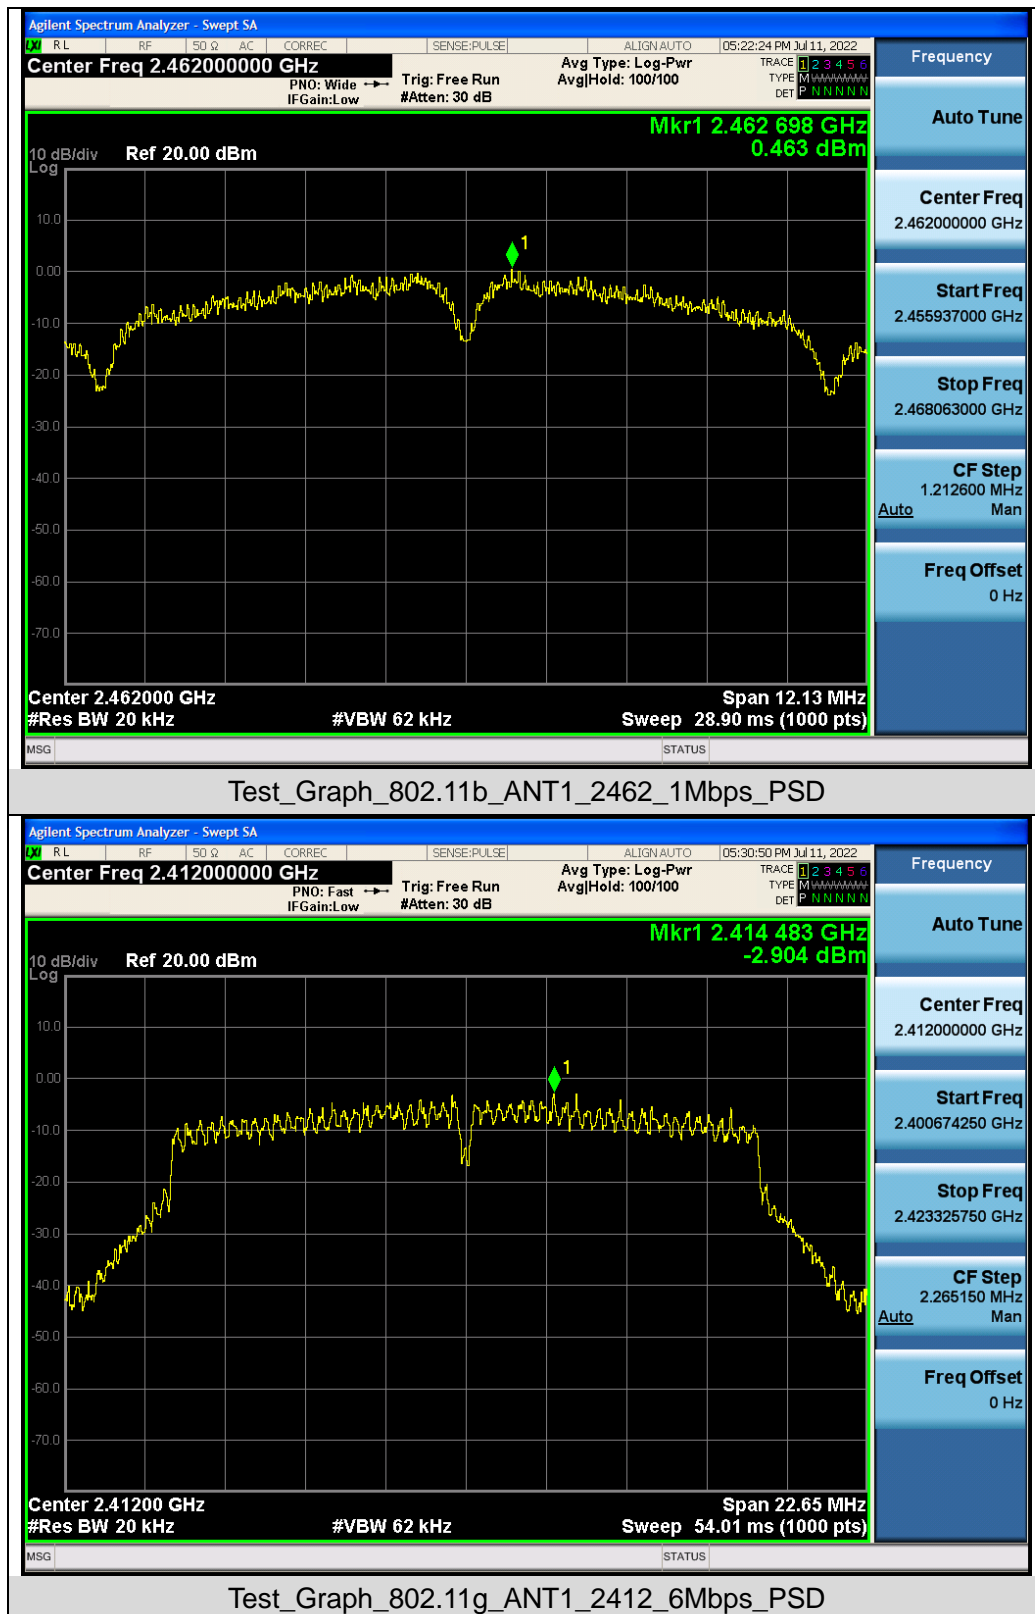 Agilent Spectrum Analyzer - Swept SA
LXI RL RF 50 Ω AC CORREC SENSE:PULSE ALIGN AUTO 05:22:24 PM Jul 11, 2022
Center Freq 2.462000000 GHz
PNO: Wide
IFGain:Low
Trig: Free Run
#Atten: 30 dB
Avg Type: Log-Pwr
Avg|Hold: 100/100
TRACE 1 2 3 4 5 6
TYPE M
DET P N N N N N
Mkr1 2.462 698 GHz
0.463 dBm
10 dB/div Ref 20.00 dBm
Log
10.0
0.00
-10.0
-20.0
-30.0
-40.0
-50.0
-60.0
-70.0
1
Center 2.462000 GHz Span 12.13 MHz
#Res BW 20 kHz #VBW 62 kHz Sweep 28.90 ms (1000 pts)
MSG STATUS
Frequency
Auto Tune
Center Freq
2.462000000 GHz
Start Freq
2.455937000 GHz
Stop Freq
2.468063000 GHz
CF Step
1.212600 MHz
Auto Man
Freq Offset
0 Hz
Test_Graph_802.11b_ANT1_2462_1Mbps_PSD
Agilent Spectrum Analyzer - Swept SA
LXI RL RF 50 Ω AC CORREC SENSE:PULSE ALIGN AUTO 05:30:50 PM Jul 11, 2022
Center Freq 2.412000000 GHz
PNO: Fast
IFGain:Low
Trig: Free Run
#Atten: 30 dB
Avg Type: Log-Pwr
Avg|Hold: 100/100
TRACE 1 2 3 4 5 6
TYPE M
DET P N N N N N
Mkr1 2.414 483 GHz
-2.904 dBm
10 dB/div Ref 20.00 dBm
Log
10.0
0.00
-10.0
-20.0
-30.0
-40.0
-50.0
-60.0
-70.0
1
Center 2.41200 GHz Span 22.65 MHz
#Res BW 20 kHz #VBW 62 kHz Sweep 54.01 ms (1000 pts)
MSG STATUS
Frequency
Auto Tune
Center Freq
2.412000000 GHz
Start Freq
2.400674250 GHz
Stop Freq
2.423325750 GHz
CF Step
2.265150 MHz
Auto Man
Freq Offset
0 Hz
Test_Graph_802.11g_ANT1_2412_6Mbps_PSD